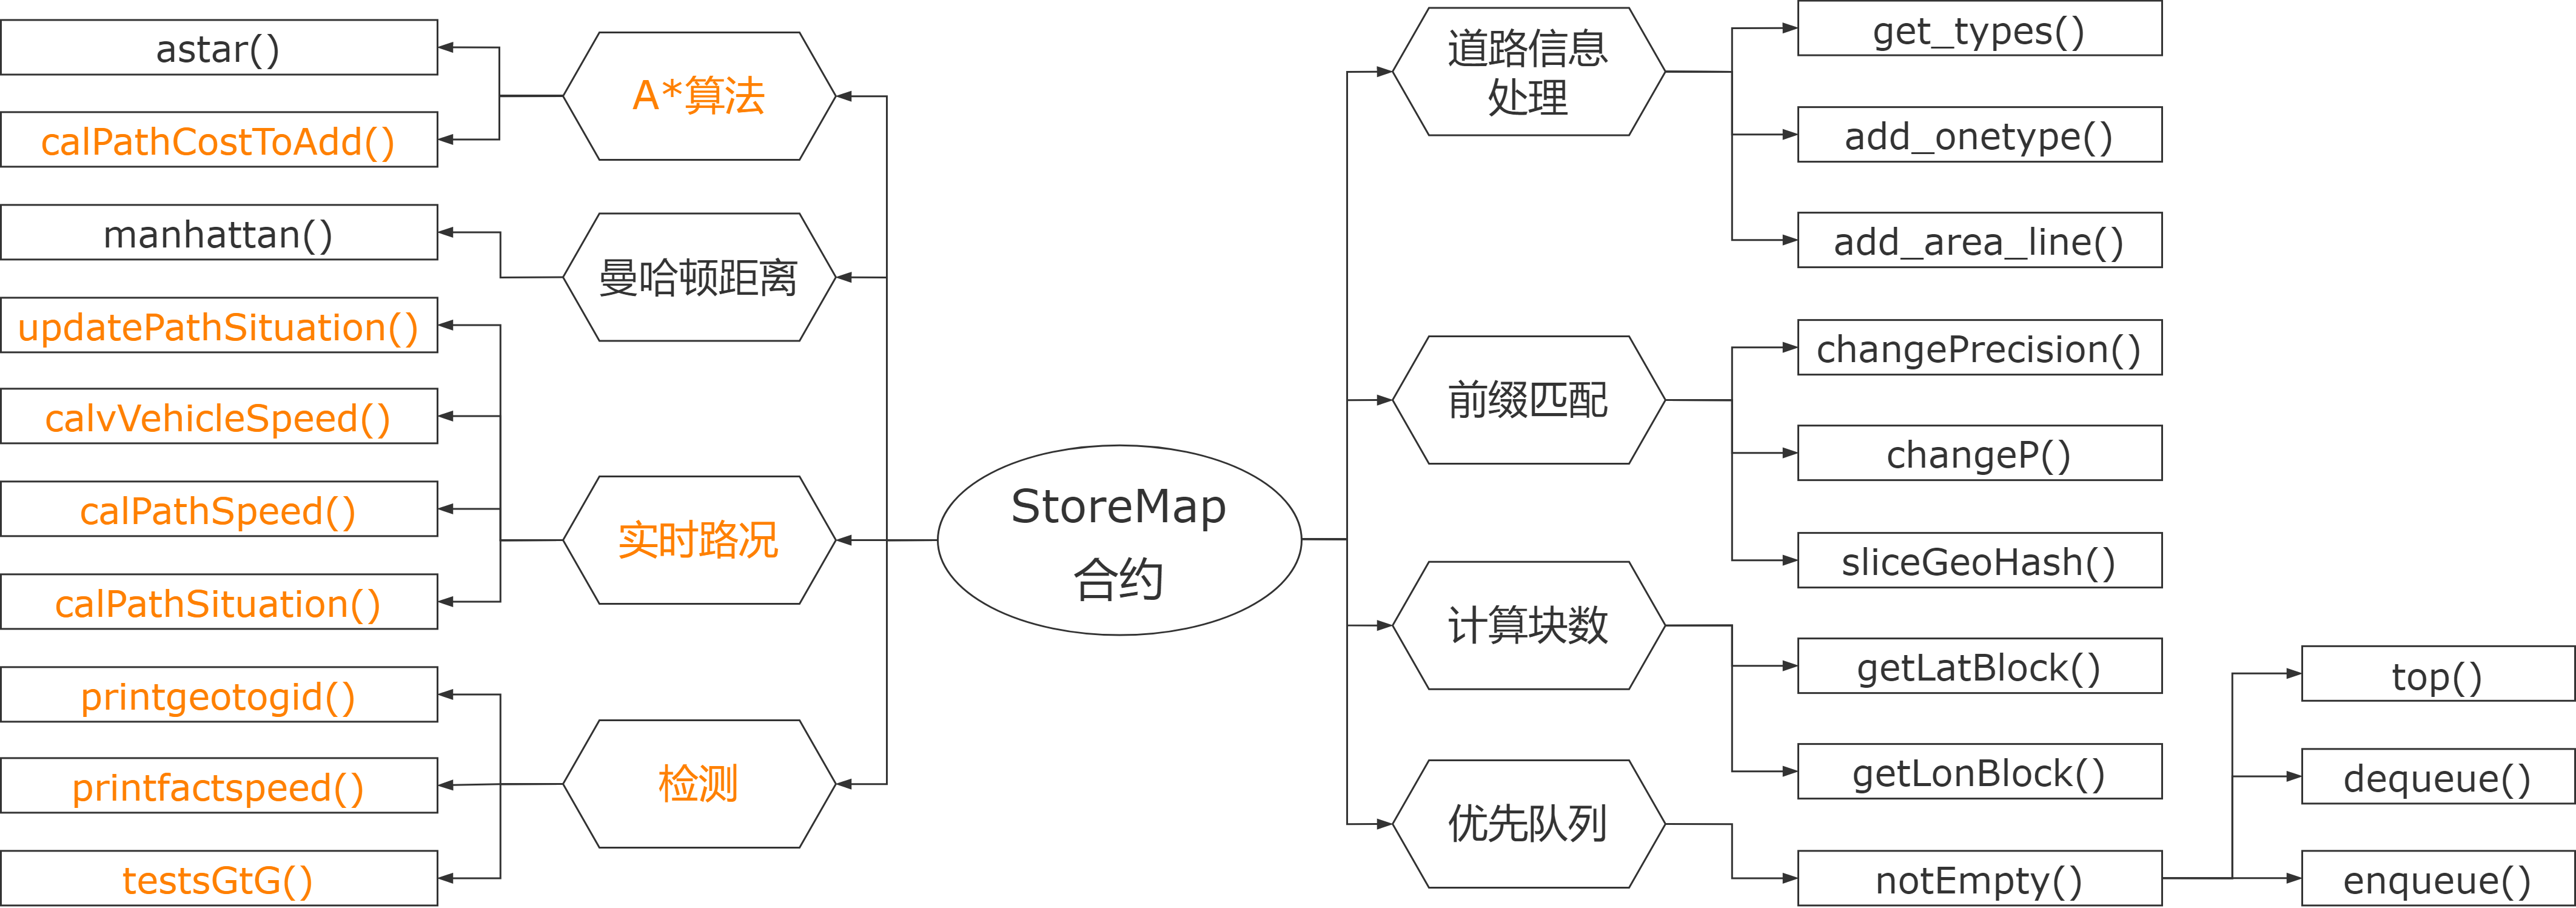 astar()
calPathCostToAdd()
manhattan()
updatePathSituation()
calvVehicleSpeed()
calPathSpeed()
calPathSituation()
printgeotogid()
printfactspeed()
testsGtG()
A*算法
曼哈顿距离
实时路况
检测
StoreMap
合约
道路信息
处理
前缀匹配
计算块数
优先队列
get_types()
add_onetype()
add_area_line()
changePrecision()
changeP()
sliceGeoHash()
getLatBlock()
getLonBlock()
notEmpty()
top()
dequeue()
enqueue()